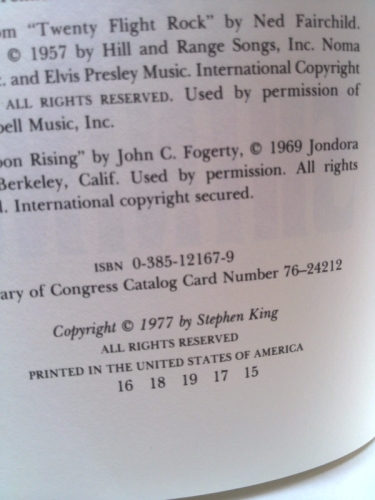 om “Twenty Flight Rock” by Ned Fairchild.
© 1957 by Hill and Range Songs, Inc. Noma
. and Elvis Presley Music. International Copyright
ALL RIGHTS RESERVED. Used by permission of
ell Music, Inc.
oon Rising” by John C. Fogerty, © 1969 Jondora
Berkeley, Calif. Used by permission. All rights
. International copyright secured.
ISBN 0-385-12167-9
ary of Congress Catalog Card Number 76–24212
Copyright © 1977 by Stephen King
ALL RIGHTS RESERVED
PRINTED IN THE UNITED STATES OF AMERICA
16 18 19 17 15